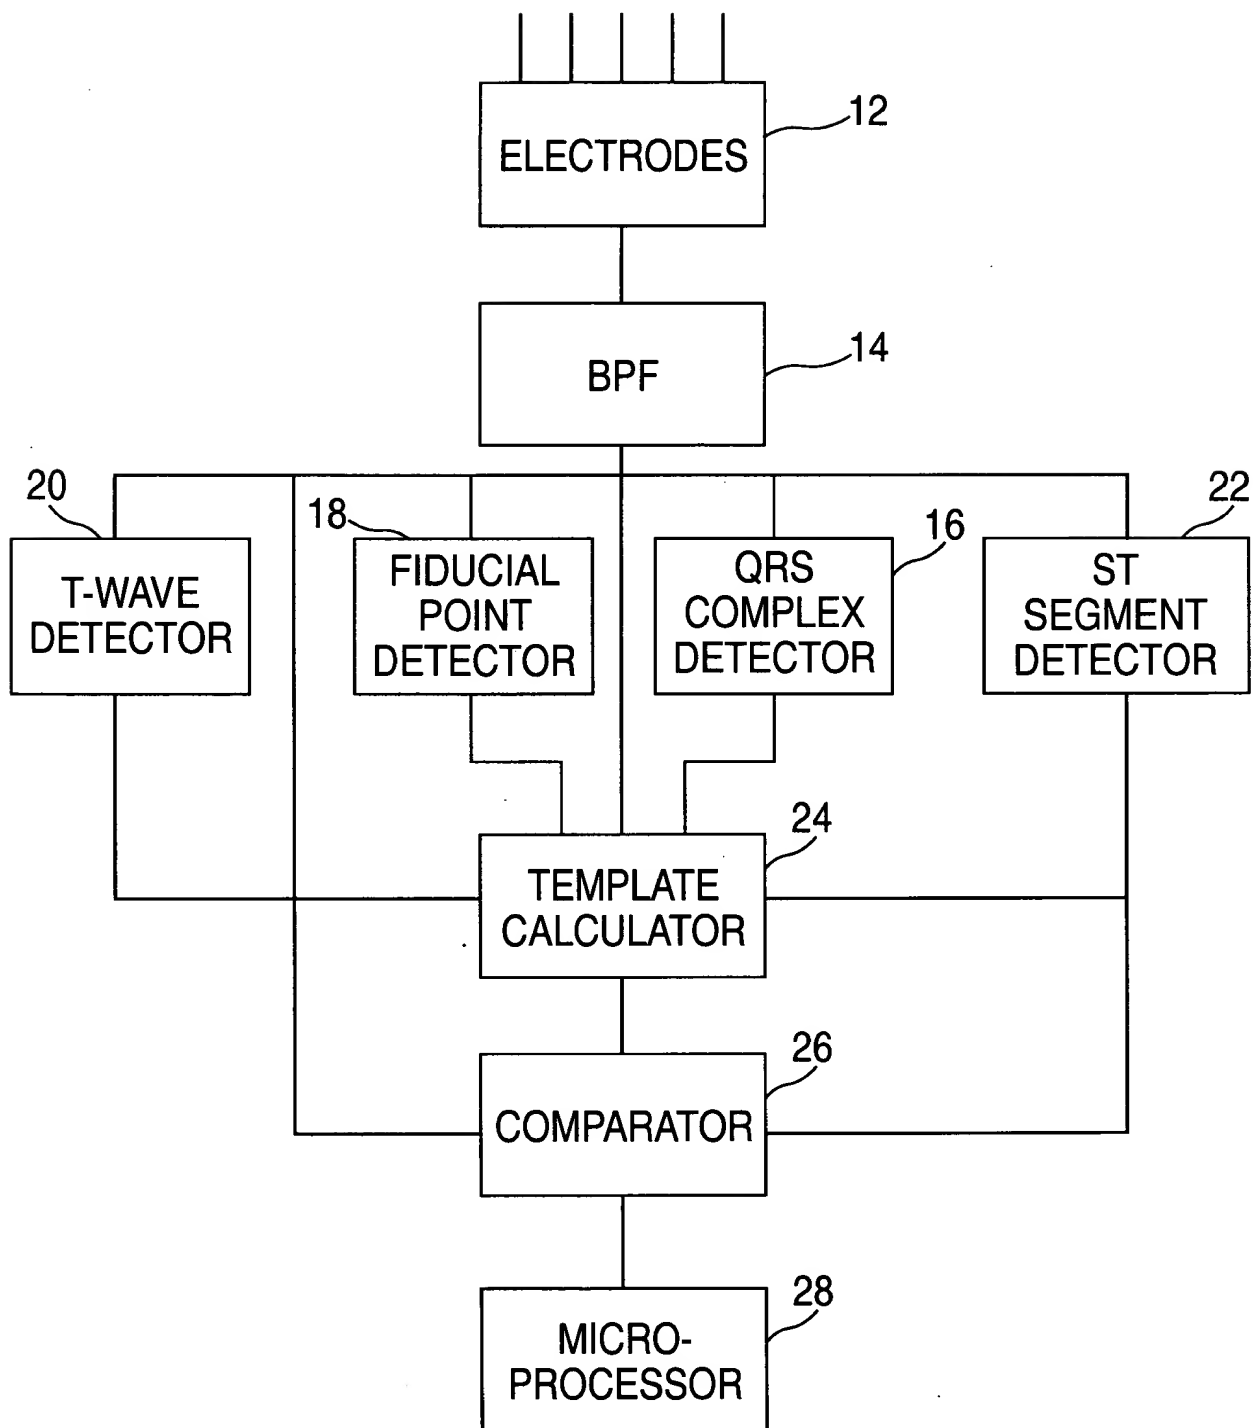 12
ELECTRODES
14
BPF
20
18
16
22
T-WAVE
DETECTOR
FIDUCIAL
POINT
DETECTOR
QRS
COMPLEX
DETECTOR
ST
SEGMENT
DETECTOR
24
TEMPLATE
CALCULATOR
26
COMPARATOR
28
MICRO-
PROCESSOR